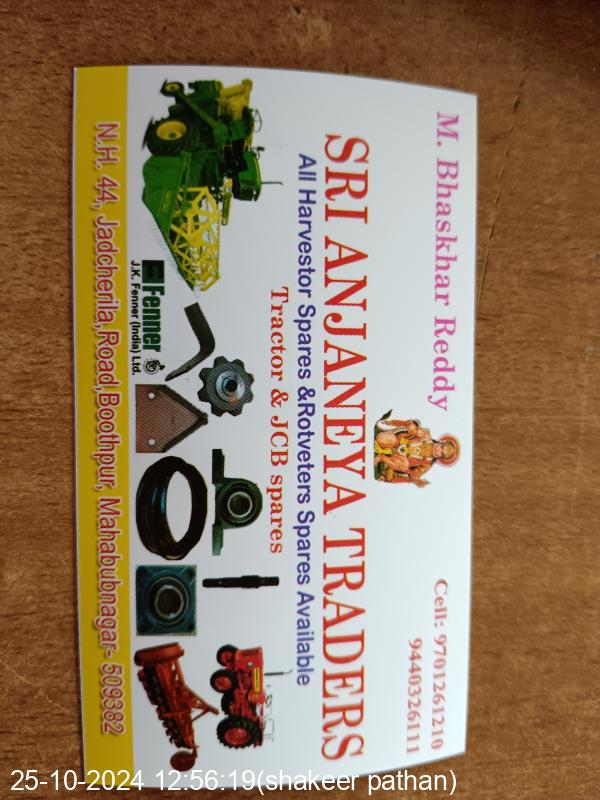 M. Bhaskhar Reddy
Cell: 9701261210
9440326111
SRI ANJANEYA TRADERS
All Harvestor Spares &Rotveters Spares Available
Tractor & JCB spares
Fenner
J.K. Fenner (India) Ltd.
N.H. 44, Jadcherila,Road,Boothpur, Mahabubnagar- 509382
25-10-2024 12:56:19(shakeer pathan)